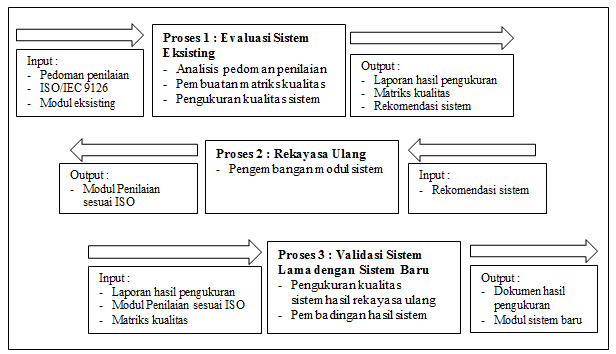 Input :
- Pedoman penilaian
- ISO/IEC 9126
- Modul eksisting
Proses 1 : Evaluasi Sistem
Eksisting
- Analisis pedoman penilaian
- Pembuatan matriks kualitas
- Pengukuran kualitas sistem
Output :
- Laporan hasil pengukuran
- Matriks kualitas
- Rekomendasi sistem
Output :
- Modul Penilaian
sesuai ISO
Proses 2 : Rekayasa Ulang
- Pengembangan modul sistem
Input :
- Rekomendasi sistem
Input :
- Laporan hasil pengukuran
- Modul Penilaian sesuai ISO
- Matriks kualitas
Proses 3 : Validasi Sistem
Lama dengan Sistem Baru
- Pengukuran kualitas
sistem hasil rekayasa ulang
- Pembadingan hasil sistem
Output :
- Dokumen hasil
pengukuran
- Modul sistem baru